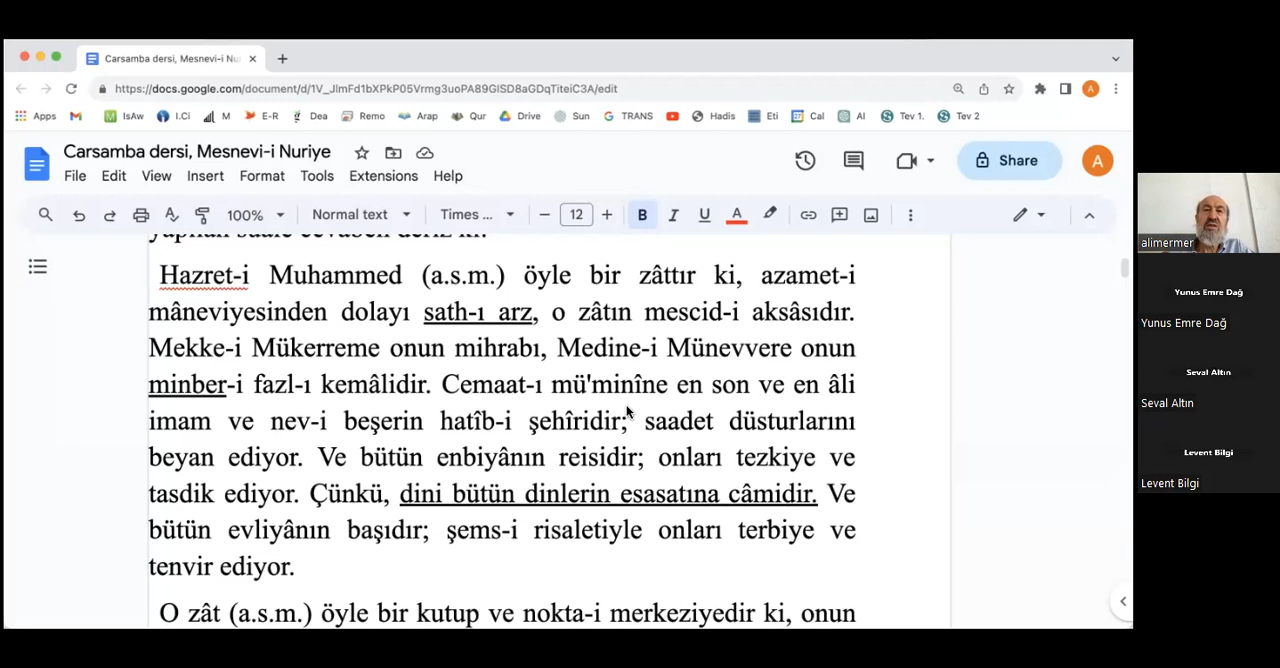 Carsamba dersi, Mesnevi-i Nu
https://docs.google.com/document/d/1V_JlmFd1bXPkP05Vrmg3uoPA89GlSD8aGDqTiteiC3A/edit
A
Apps IsAw I.Ci M E-R Dea Remo Arap Qur Drive Sun TRANS Hadis Eti Cal AI Tev 1. Tev 2
Carsamba dersi, Mesnevi-i Nuriye
File Edit View Insert Format Tools Extensions Help
Share
A
100% Normal text Times ... 12 B I U A
Hazret-i Muhammed (a.s.m.) öyle bir zâttır ki, azamet-i
mâneviyesinden dolayı sath-ı arz, o zâtın mescid-i aksâsıdır.
Mekke-i Mükerreme onun mihrabı, Medine-i Münevvere onun
minber-i fazl-ı kemâlidir. Cemaat-ı mü'minîne en son ve en âli
imam ve nev-i beşerin hatîb-i şehîridir; saadet düsturlarını
beyan ediyor. Ve bütün enbiyânın reisidir; onları tezkiye ve
tasdik ediyor. Çünkü, dini bütün dinlerin esasatına câmidir. Ve
bütün evliyânın başıdır; şems-i risaletiyle onları terbiye ve
tenvir ediyor.
O zât (a.s.m.) öyle bir kutup ve nokta-i merkeziyedir ki, onun
alimermer
Yunus Emre Dağ
Yunus Emre Dağ
Seval Altın
Seval Altın
Levent Bilgi
Levent Bilgi